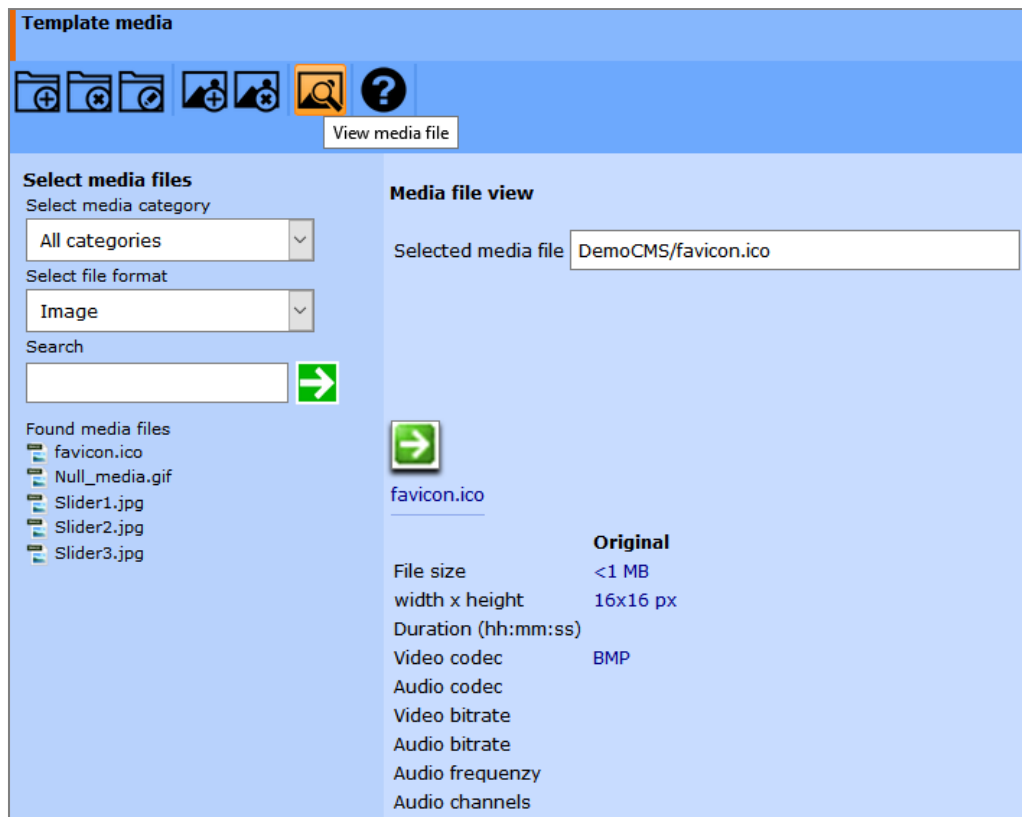 Template media
View media file
Select media files
Select media category
All categories
Select file format
Image
Search
Found media files
favicon.ico
Null_media.gif
Slider1.jpg
Slider2.jpg
Slider3.jpg
Media file view
Selected media file DemoCMS/favicon.ico
favicon.ico
Original
File size <1 MB
width x height 16x16 px
Duration (hh:mm:ss)
Video codec BMP
Audio codec
Video bitrate
Audio bitrate
Audio frequenzy
Audio channels